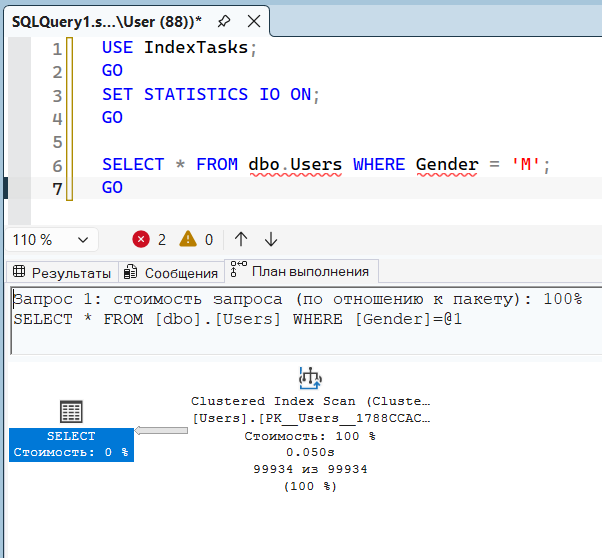 SQLQuery1.s...\User (88))*
1 USE IndexTasks;
2 GO
3 SET STATISTICS IO ON;
4 GO
5
6 SELECT * FROM dbo.Users WHERE Gender = 'M';
7 GO
110 % 2 0
Результаты Сообщения План выполнения
Запрос 1: стоимость запроса (по отношению к пакету): 100%
SELECT * FROM [dbo].[Users] WHERE [Gender]=@1
Clustered Index Scan (Cluste…
[Users].[PK__Users__1788CCAC…
Стоимость: 100 %
0.050s
99934 из 99934
(100 %)
SELECT
Стоимость: 0 %